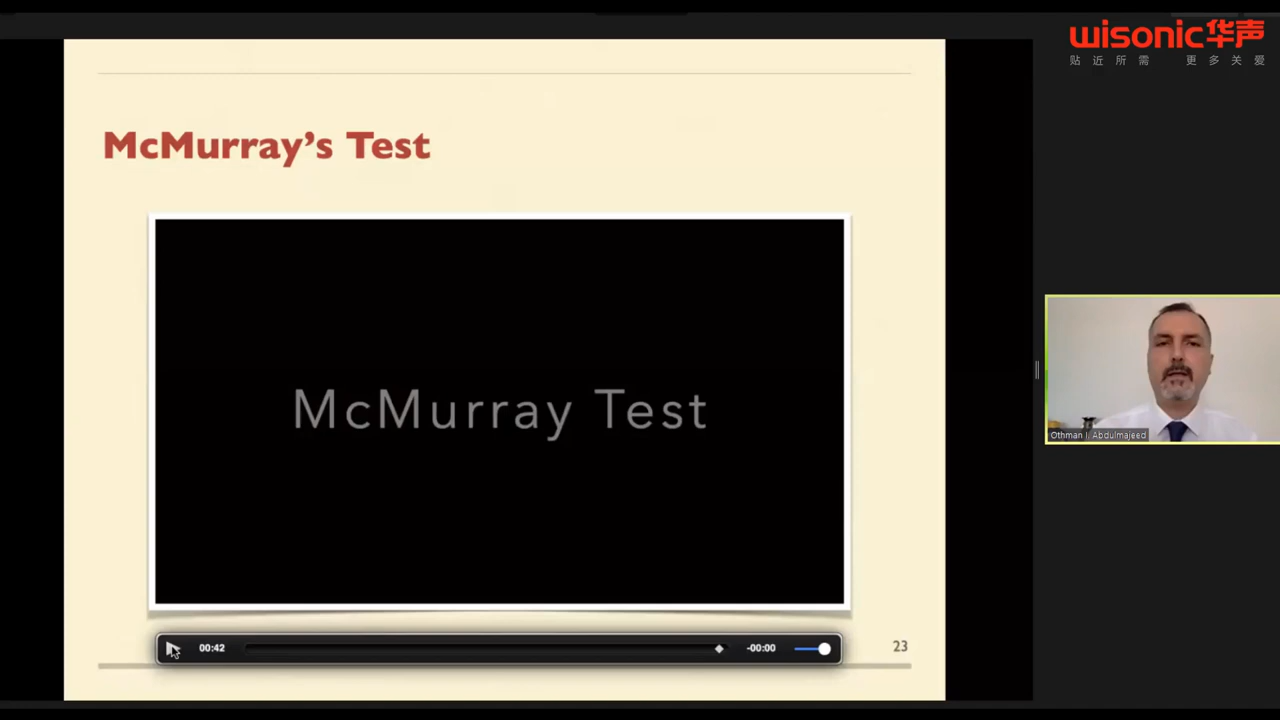 wisonic华声
贴近所需 更多关爱
McMurray's Test
McMurray Test
Othman I. Abdulmajeed
00:42
-00:00
23